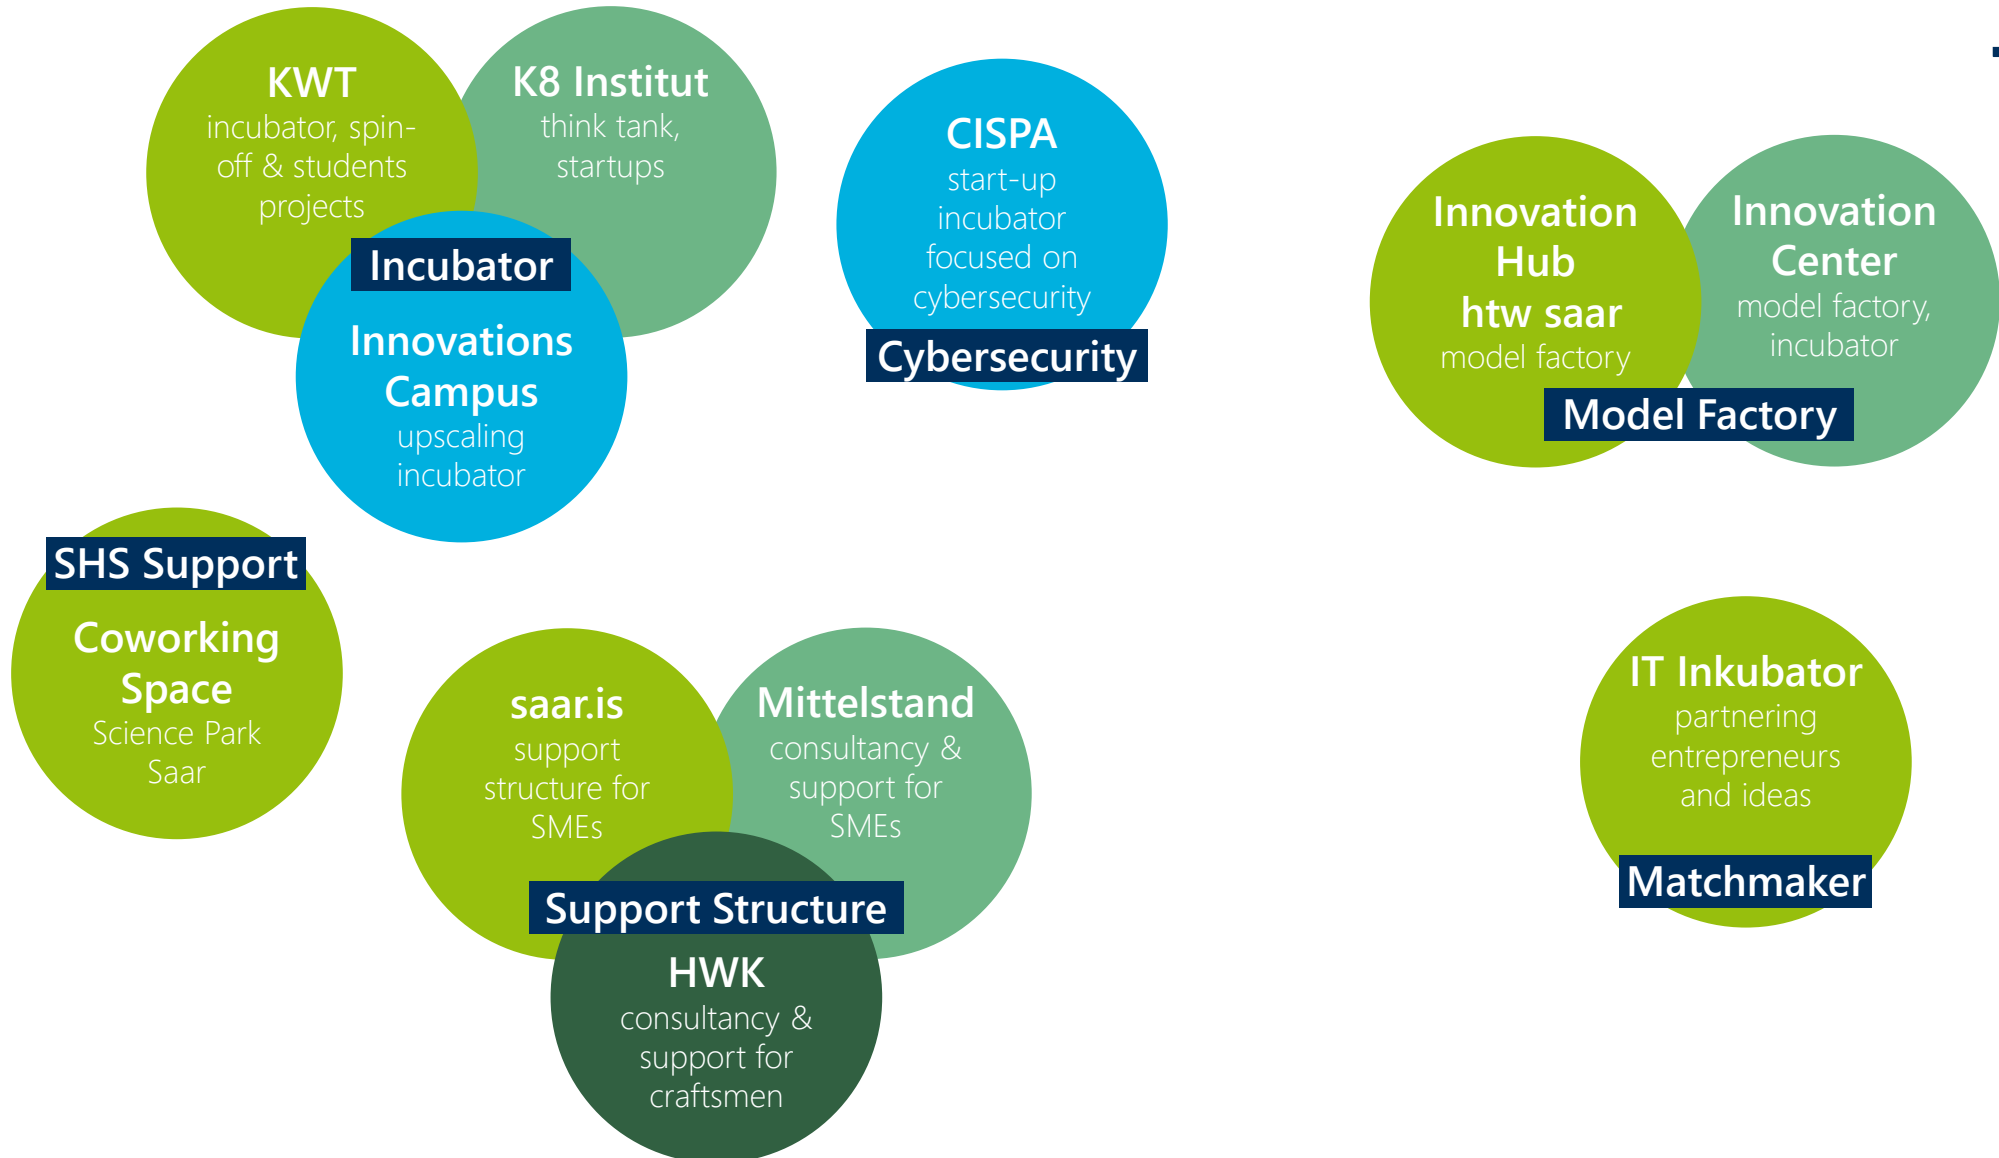 KWT
incubator, spin-
off & students
projects
K8 Institut
think tank,
startups
Incubator
Innovations
Campus
upscaling
incubator
CISPA
start-up
incubator
focused on
cybersecurity
Cybersecurity
Innovation
Hub
htw saar
model factory
Innovation
Center
model factory,
incubator
Model Factory
SHS Support
Coworking
Space
Science Park
Saar
saar.is
support
structure for
SMEs
Mittelstand
consultancy &
support for
SMEs
Support Structure
HWK
consultancy &
support for
craftsmen
IT Inkubator
partnering
entrepreneurs
and ideas
Matchmaker